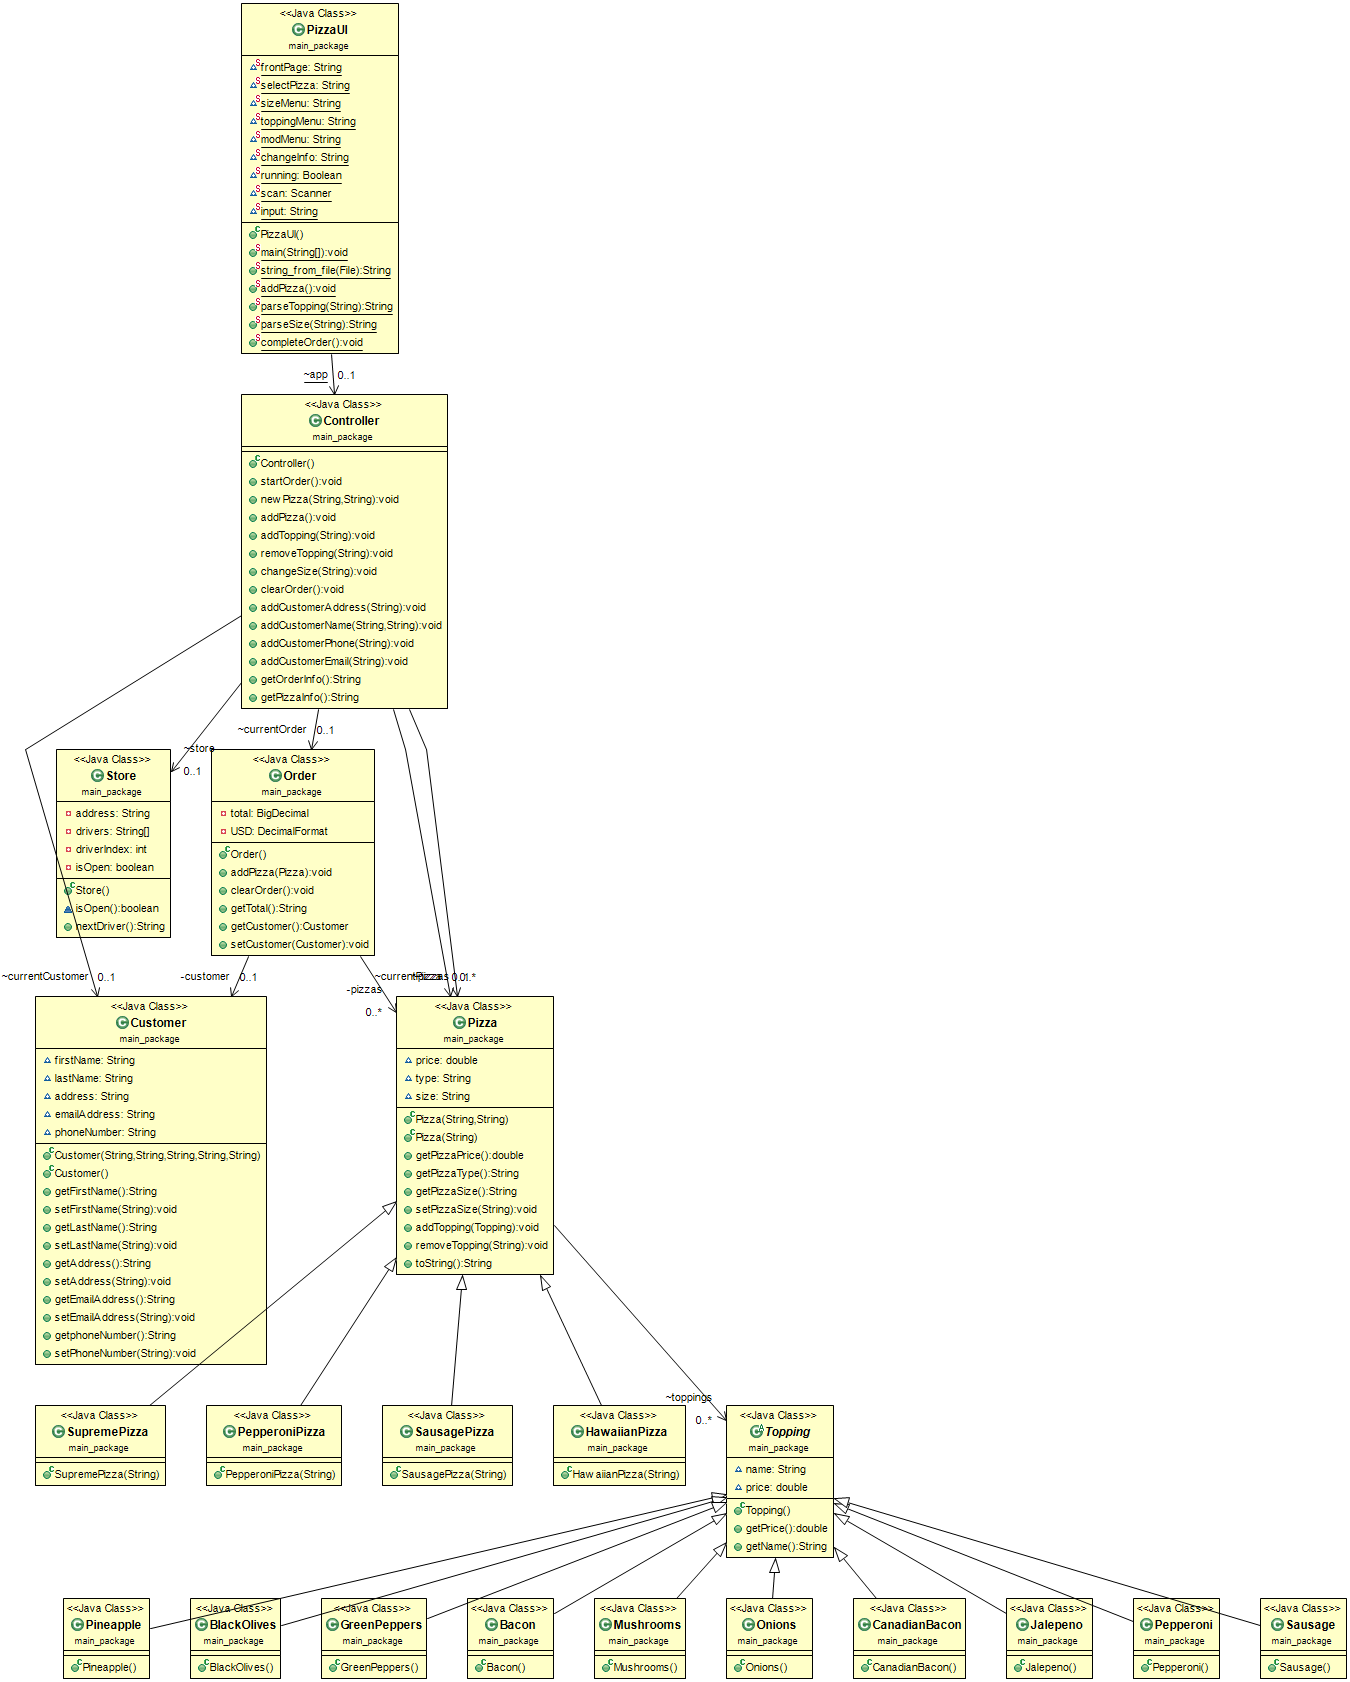 <<Java Class>>
PizzaUI
main_package
frontPage: String
selectPizza: String
sizeMenu: String
toppingMenu: String
modMenu: String
changeInfo: String
running: Boolean
scan: Scanner
input: String
PizzaUI()
main(String[]):void
string_from_file(File):String
addPizza():void
parseTopping(String):String
parseSize(String):String
completeOrder():void
~app 0..1
<<Java Class>>
Controller
main_package
Controller()
startOrder():void
newPizza(String,String):void
addPizza():void
addTopping(String):void
removeTopping(String):void
changeSize(String):void
clearOrder():void
addCustomerAddress(String):void
addCustomerName(String,String):void
addCustomerPhone(String):void
addCustomerEmail(String):void
getOrderInfo():String
getPizzaInfo():String
~currentOrder 0..1
~store
0..1
<<Java Class>>
Store
main_package
address: String
drivers: String[]
driverIndex: int
isOpen: boolean
Store()
isOpen():boolean
nextDriver():String
<<Java Class>>
Order
main_package
total: BigDecimal
USD: DecimalFormat
Order()
addPizza(Pizza):void
clearOrder():void
getTotal():String
getCustomer():Customer
setCustomer(Customer):void
~currentCustomer 0..1
-customer 0..1
-pizzas
0..*
~currentPizza
<<Java Class>>
Customer
main_package
firstName: String
lastName: String
address: String
emailAddress: String
phoneNumber: String
Customer(String,String,String,String,String)
Customer()
getFirstName():String
setFirstName(String):void
getLastName():String
setLastName(String):void
getAddress():String
setAddress(String):void
getEmailAddress():String
setEmailAddress(String):void
getphoneNumber():String
setPhoneNumber(String):void
<<Java Class>>
Pizza
main_package
price: double
type: String
size: String
Pizza(String,String)
Pizza(String)
getPizzaPrice():double
getPizzaType():String
getPizzaSize():String
setPizzaSize(String):void
addTopping(Topping):void
removeTopping(String):void
toString():String
~toppings
0..*
<<Java Class>>
SupremePizza
main_package
SupremePizza(String)
<<Java Class>>
PepperoniPizza
main_package
PepperoniPizza(String)
<<Java Class>>
SausagePizza
main_package
SausagePizza(String)
<<Java Class>>
HawaiianPizza
main_package
HawaiianPizza(String)
<<Java Class>>
Topping
main_package
name: String
price: double
Topping()
getPrice():double
getName():String
<<Java Class>>
Pineapple
main_package
Pineapple()
<<Java Class>>
BlackOlives
main_package
BlackOlives()
<<Java Class>>
GreenPeppers
main_package
GreenPeppers()
<<Java Class>>
Bacon
main_package
Bacon()
<<Java Class>>
Mushrooms
main_package
Mushrooms()
<<Java Class>>
Onions
main_package
Onions()
<<Java Class>>
CanadianBacon
main_package
CanadianBacon()
<<Java Class>>
Jalepeno
main_package
Jalepeno()
<<Java Class>>
Pepperoni
main_package
Pepperoni()
<<Java Class>>
Sausage
main_package
Sausage()